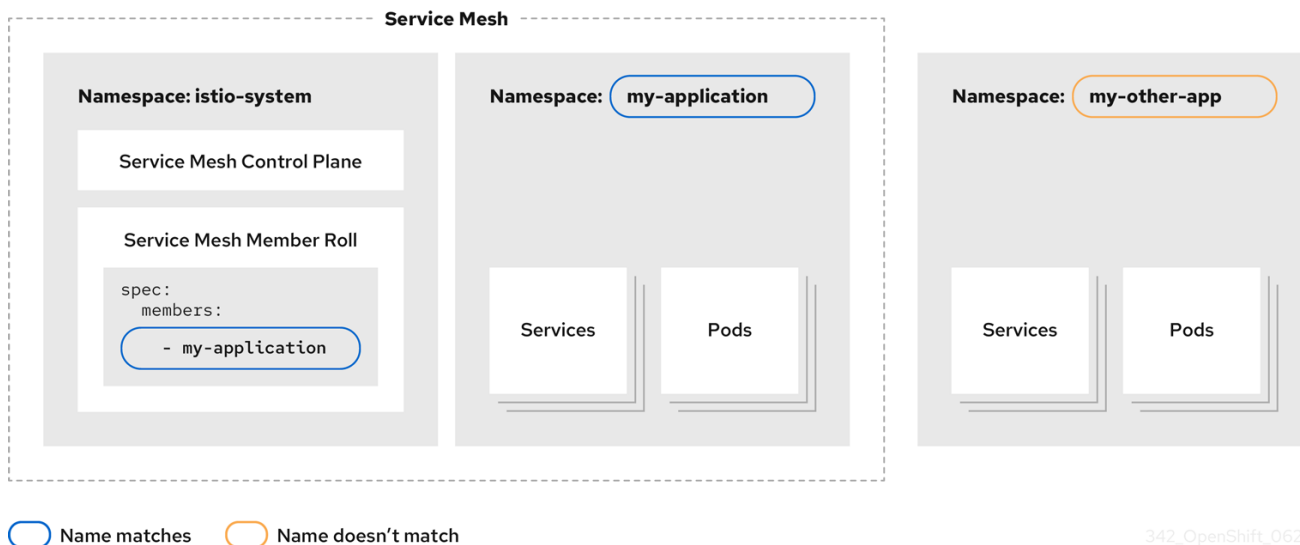 Service Mesh
Namespace: istio-system
Service Mesh Control Plane
Service Mesh Member Roll
spec:
members:
- my-application
Namespace: my-application
Services
Pods
Namespace: my-other-app
Services
Pods
Name matches
Name doesn’t match
342_OpenShift_062